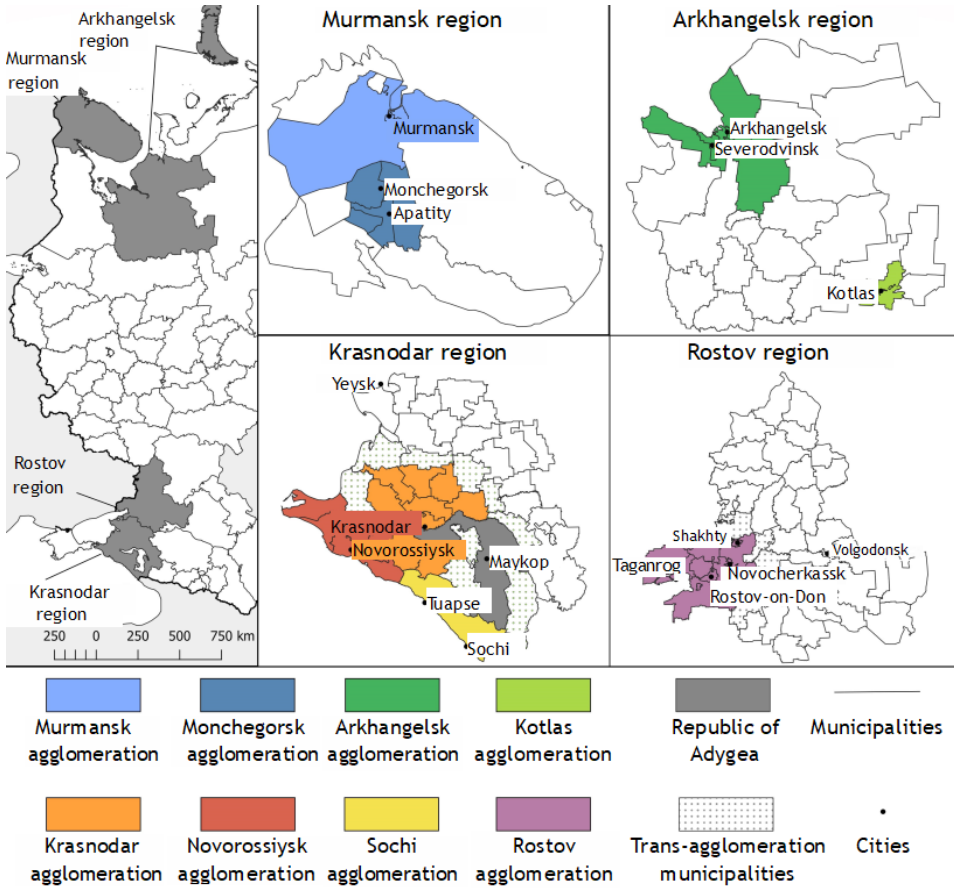 Arkhangelsk
region
Murmansk
region
Rostov
region
Krasnodar
region
250 0 250 500 750 km
Murmansk region
Murmansk
Monchegorsk
Apatity
Arkhangelsk region
Arkhangelsk
Severodvinsk
Kotlas
Krasnodar region
Yeysk
Krasnodar
Novorossiysk
Maykop
Tuapse
Sochi
Rostov region
Shakhty
Volgodonsk
Taganrog
Novocherkassk
Rostov-on-Don
Murmansk
agglomeration
Monchegorsk
agglomeration
Arkhangelsk
agglomeration
Kotlas
agglomeration
Republic of
Adygea
Municipalities
Krasnodar
agglomeration
Novorossiysk
agglomeration
Sochi
agglomeration
Rostov
agglomeration
Trans-agglomeration
municipalities
Cities